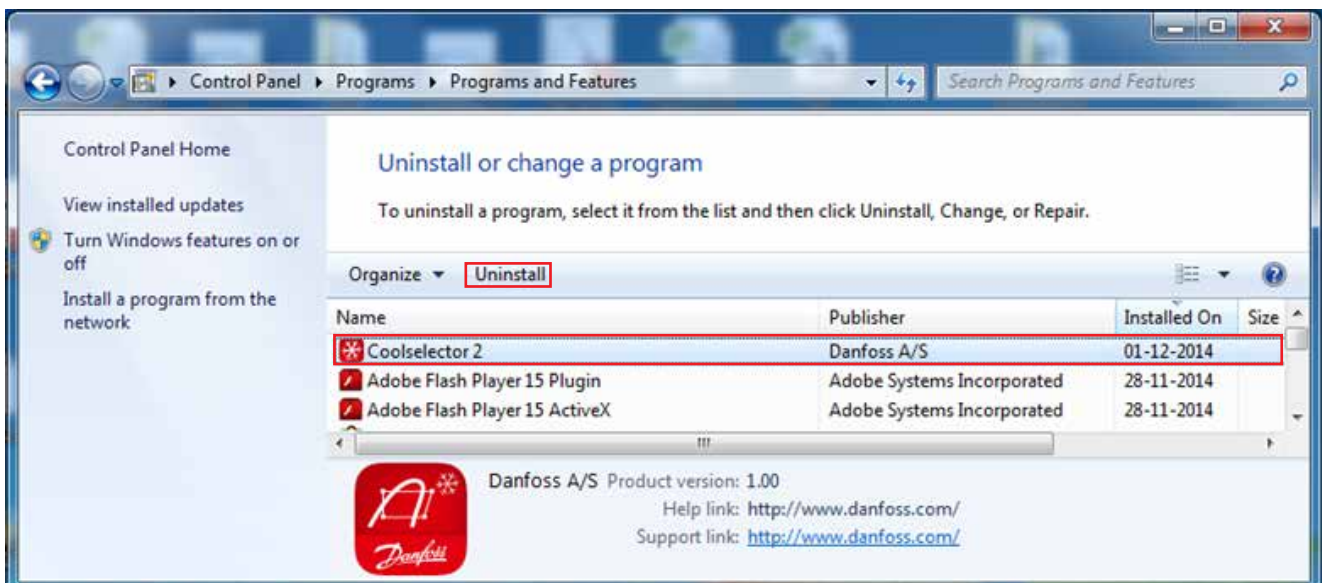 Control Panel Programs Programs and Features Search Programs and Features
Control Panel Home
View installed updates
Turn Windows features on or
off
Install a program from the
network
Uninstall or change a program
To uninstall a program, select it from the list and then click Uninstall, Change, or Repair.
Organize Uninstall
Name Publisher Installed On Size
Coolselector 2 Danfoss A/S 01-12-2014
Adobe Flash Player 15 Plugin Adobe Systems Incorporated 28-11-2014
Adobe Flash Player 15 ActiveX Adobe Systems Incorporated 28-11-2014
Danfoss
Danfoss A/S Product version: 1.00
Help link: http://www.danfoss.com/
Support link: http://www.danfoss.com/